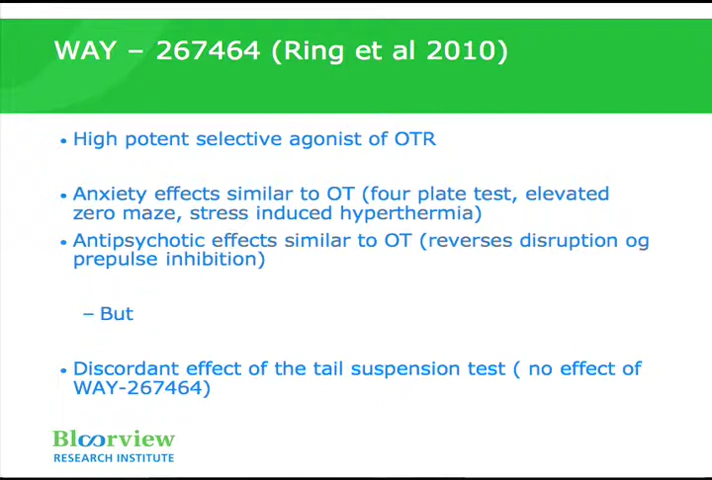 WAY – 267464 (Ring et al 2010)
• High potent selective agonist of OTR
• Anxiety effects similar to OT (four plate test, elevated
zero maze, stress induced hyperthermia)
• Antipsychotic effects similar to OT (reverses disruption og
prepulse inhibition)
– But
• Discordant effect of the tail suspension test ( no effect of
WAY-267464)
Bloorview
RESEARCH INSTITUTE